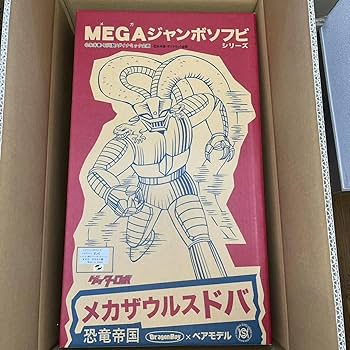 メガ
MEGAジャンボソフビ
シリーズ
ゲッターロボ
メカザウルスドバ
恐竜帝国 DragonBoy×ベアモデル